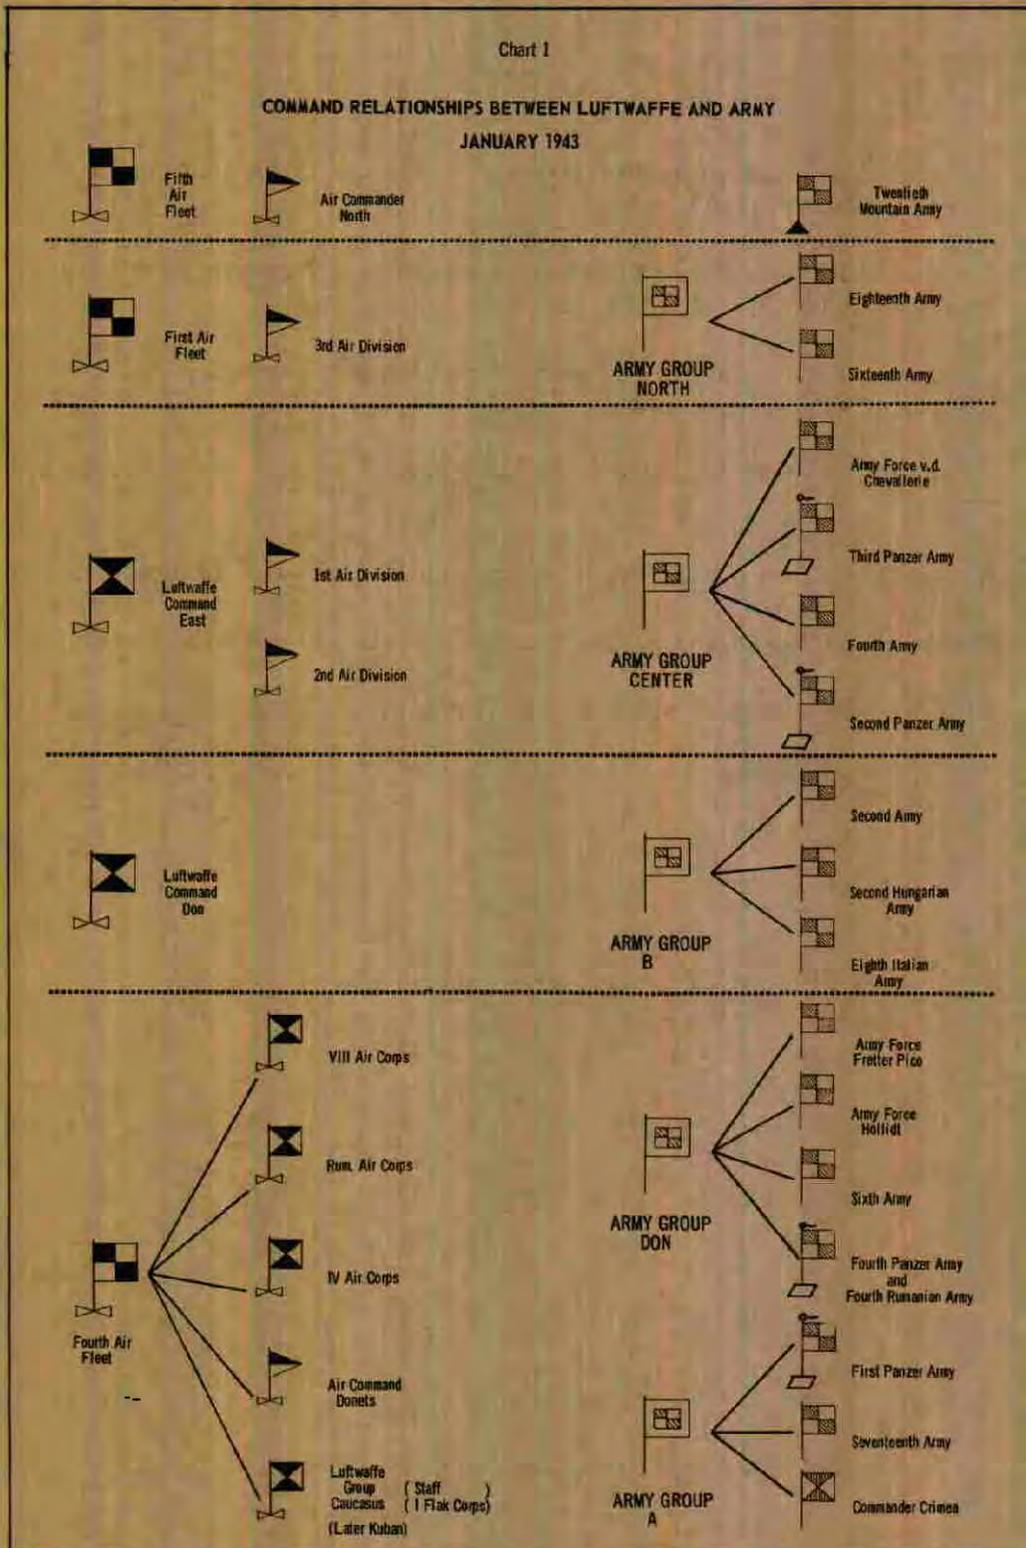 Chart 1
COMMAND RELATIONSHIPS BETWEEN LUFTWAFFE AND ARMY
JANUARY 1943
Fifth
Air
Fleet
Air Commander
North
Twentieth
Mountain Army
First Air
Fleet
3rd Air Division
ARMY GROUP
NORTH
Eighteenth Army
Sixteenth Army
Luftwaffe
Command
East
1st Air Division
2nd Air Division
ARMY GROUP
CENTER
Army Force v.d.
Chevallerie
Third Panzer Army
Fourth Army
Second Panzer Army
Luftwaffe
Command
Don
ARMY GROUP
B
Second Army
Second Hungarian
Army
Eighth Italian
Army
Fourth Air
Fleet
VIII Air Corps
Rum. Air Corps
IV Air Corps
Air Command
Donets
Luftwaffe
Group ( Staff )
Caucasus ( I Flak Corps)
(Later Kuban)
ARMY GROUP
DON
Army Force
Fretter Pico
Army Force
Hollidt
Sixth Army
Fourth Panzer Army
and
Fourth Rumanian Army
ARMY GROUP
A
First Panzer Army
Seventeenth Army
Commander Crimea